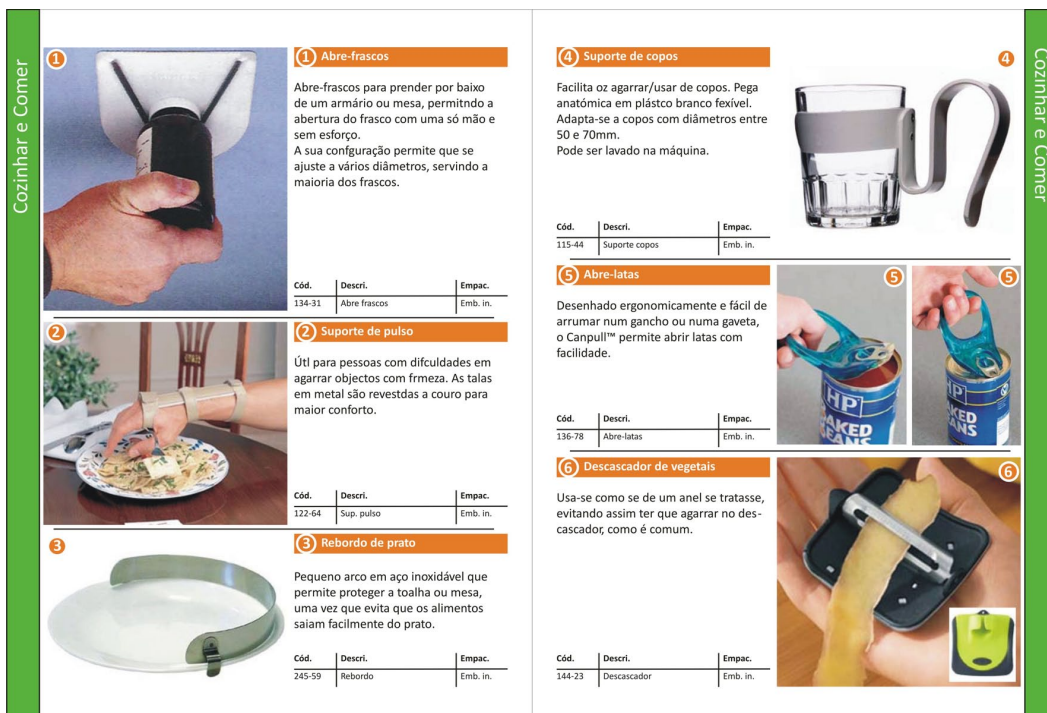 Cozinhar e Comer
1
1 Abre-frascos
Abre-frascos para prender por baixo
de um armário ou mesa, permitndo a
abertura do frasco com uma só mão e
sem esforço.
A sua confguração permite que se
ajuste a vários diâmetros, servindo a
maioria dos frascos.
Cód. Descri. Empac.
134-31 Abre frascos Emb. in.
2
2 Suporte de pulso
Útl para pessoas com difculdades em
agarrar objectos com frmeza. As talas
em metal são revestdas a couro para
maior conforto.
Cód. Descri. Empac.
122-64 Sup. pulso Emb. in.
3
3 Rebordo de prato
Pequeno arco em aço inoxidável que
permite proteger a toalha ou mesa,
uma vez que evita que os alimentos
saiam facilmente do prato.
Cód. Descri. Empac.
245-59 Rebordo Emb. in.
4 Suporte de copos
4
Facilita oz agarrar/usar de copos. Pega
anatómica em plástco branco fexível.
Adapta-se a copos com diâmetros entre
50 e 70mm.
Pode ser lavado na máquina.
Cód. Descri. Empac.
115-44 Suporte copos Emb. in.
5 Abre-latas
5
5
Desenhado ergonomicamente e fácil de
arrumar num gancho ou numa gaveta,
o Canpull™ permite abrir latas com
facilidade.
HP
BAKED
BEANS
HP
BAKED
BEANS
Cód. Descri. Empac.
136-78 Abre-latas Emb. in.
6 Descascador de vegetais
6
Usa-se como se de um anel se tratasse,
evitando assim ter que agarrar no des-
cascador, como é comum.
Cód. Descri. Empac.
144-23 Descascador Emb. in.
Cozinhar e Comer